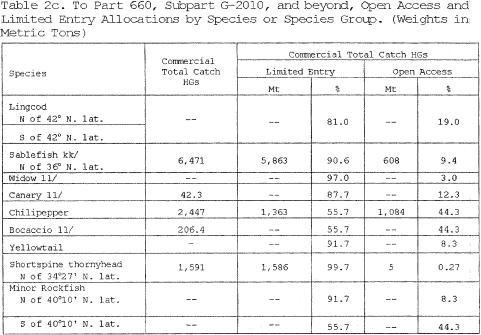 Table 2c. To Part 660, Subpart G-2010, and beyond, Open Access and
Limited Entry Allocations by Species or Species Group. (Weights in
Metric Tons)
Species
Commercial
Total Catch
HGs
Commercial Total Catch HGs
Limited Entry
Open Access
Mt
%
Mt
%
Lingcod
N of 42° N. lat.
S of 42° N. lat.
-- -- 81.0 -- 19.0
Sablefish kk/
N of 36° N. lat.
6,471 5,863 90.6 608 9.4
Widow 11/ -- -- 97.0 -- 3.0
Canary 11/ 42.3 -- 87.7 -- 12.3
Chilipepper 2,447 1,363 55.7 1,084 44.3
Bocaccio 11/ 206.4 -- 55.7 -- 44.3
Yellowtail - -- 91.7 -- 8.3
Shortspine thornyhead
N of 34°27' N. lat.
1,591 1,586 99.7 5 0.27
Minor Rockfish
N of 40°10' N. lat.
-- -- 91.7 -- 8.3
S of 40°10' N. lat. -- -- 55.7 -- 44.3